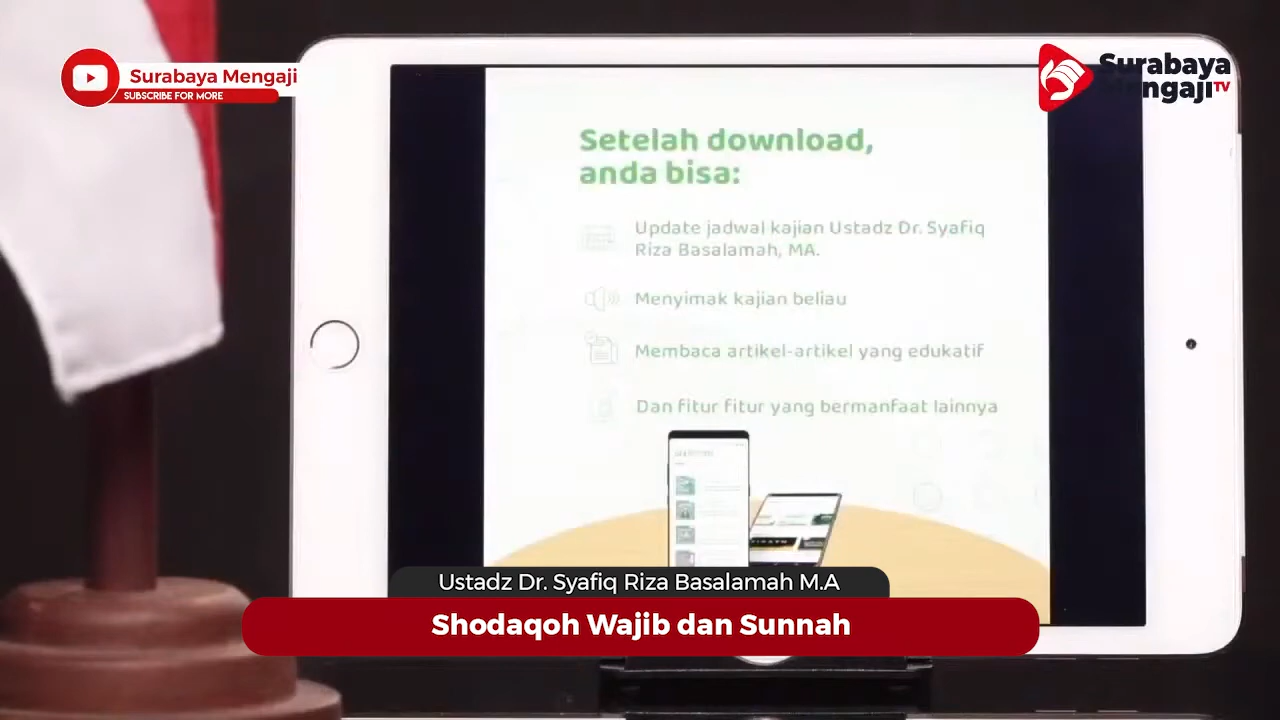 Surabaya Mengaji
SUBSCRIBE FOR MORE
Surabaya
MengajiTV
Setelah download,
anda bisa:
Update jadwal kajian Ustadz Dr. Syafiq
Riza Basalamah, MA.
Menyimak kajian beliau
Membaca artikel-artikel yang edukatif
Dan fitur fitur yang bermanfaat lainnya
Ustadz Dr. Syafiq Riza Basalamah M.A
Shodaqoh Wajib dan Sunnah